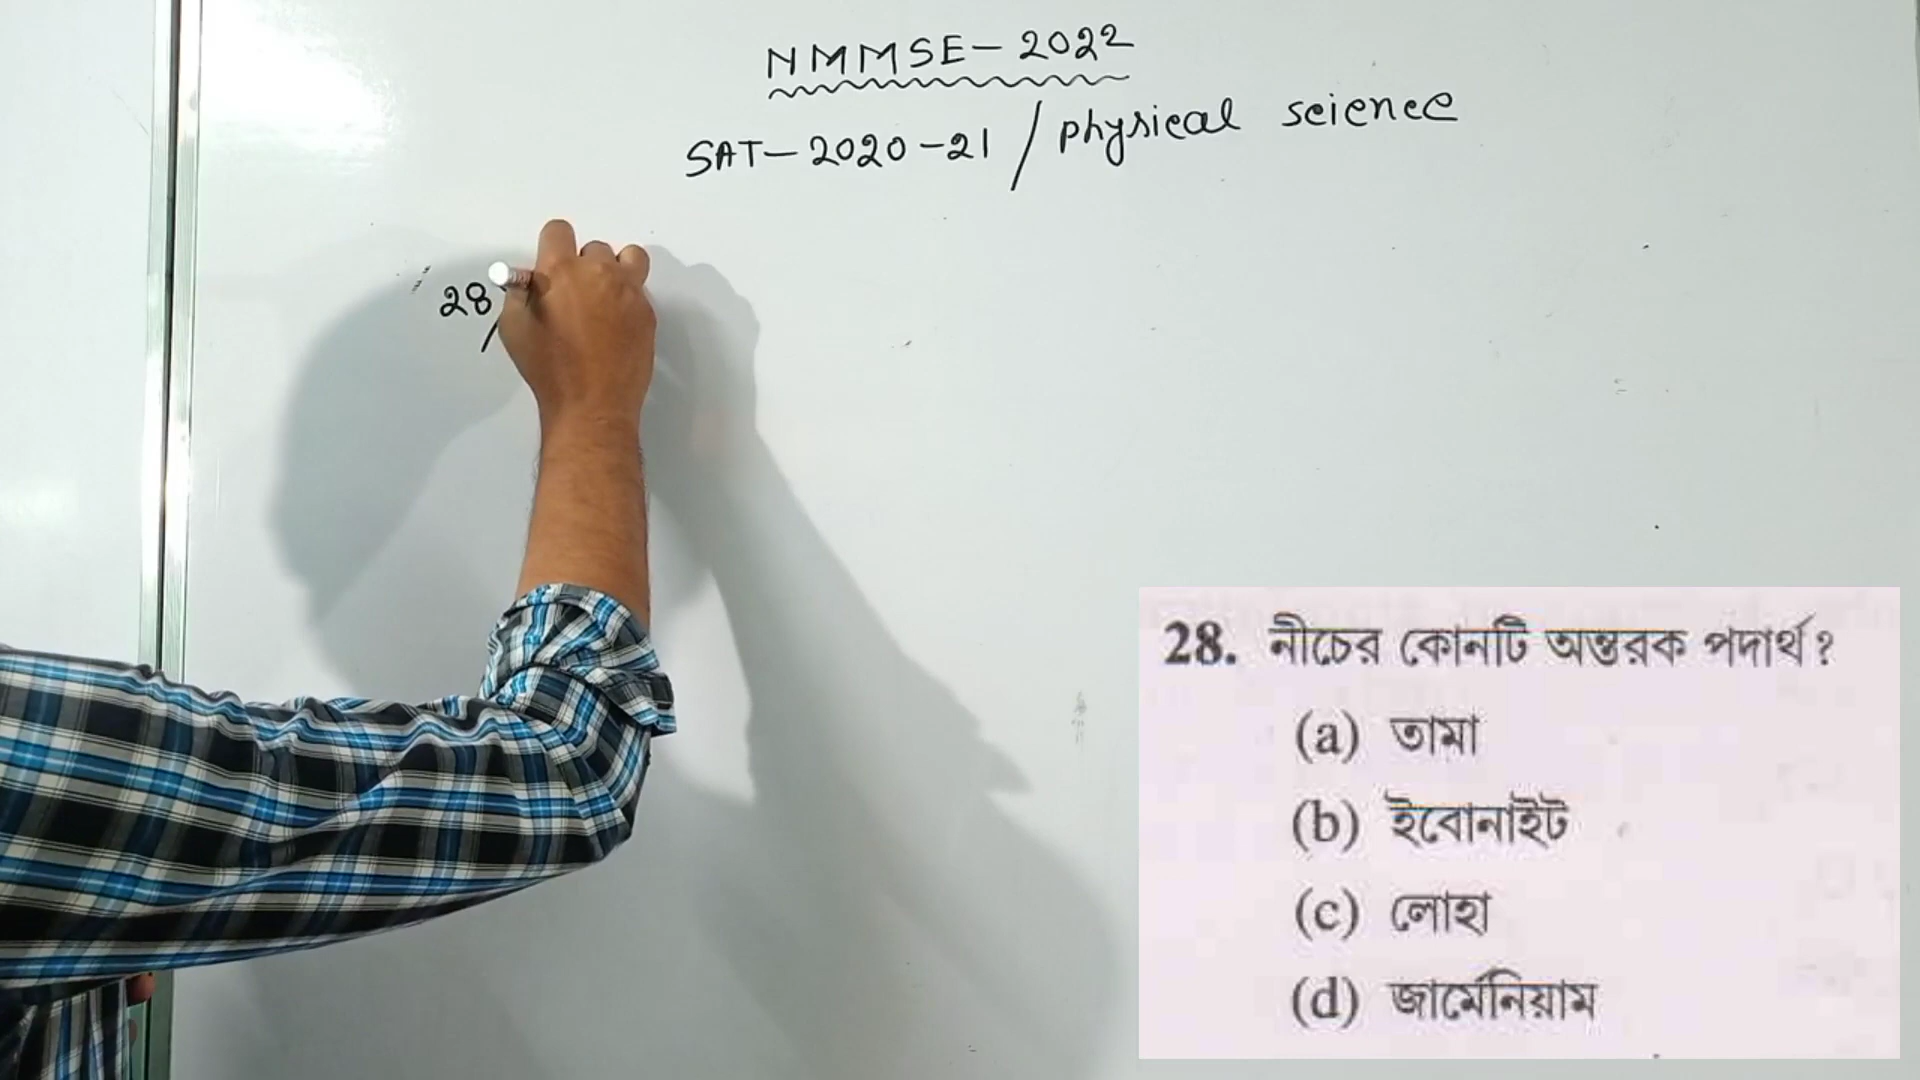 NMMSE-2022
SAT-2020-21 / physical science
28
28. নীচের কোনটি অন্তরক পদার্থ?
(a) তামা
(b) ইবোনাইট
(c) লোহা
(d) জার্মেনিয়াম